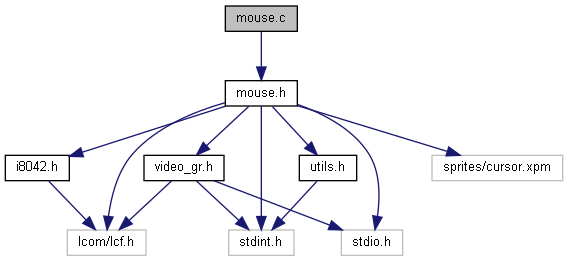 mouse.c
mouse.h
i8042.h
video_gr.h
utils.h
sprites/cursor.xpm
lcom/lcf.h
stdint.h
stdio.h